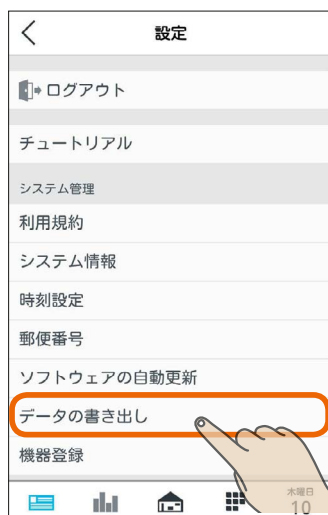 設定
ログアウト
チュートリアル
システム管理
利用規約
システム情報
時刻設定
郵便番号
ソフトウェアの自動更新
データの書き出し
機器登録
水曜日
10